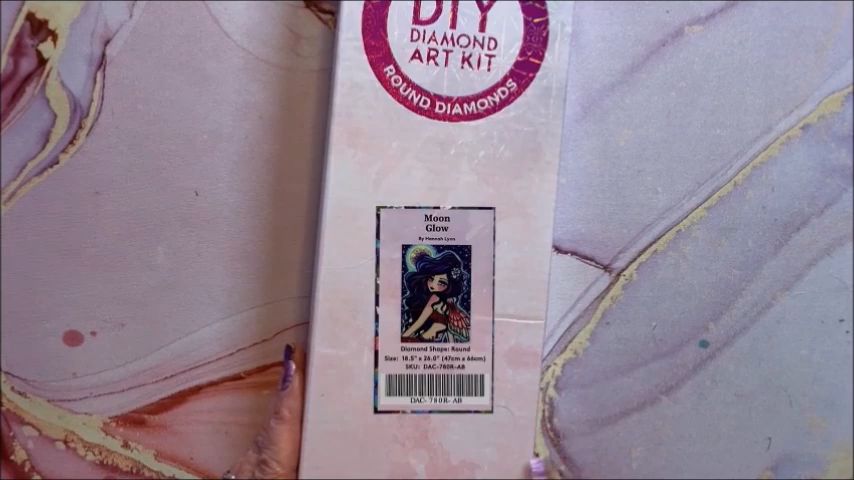 DIY
DIAMOND
ART KIT
ROUND DIAMONDS
Moon
Glow
By Hannah Lynn
Diamond Shape: Round
Size: 18.5" x 26.0" (47cm x 66cm)
SKU: DAC-780R-AB
DAC- 780R- AB